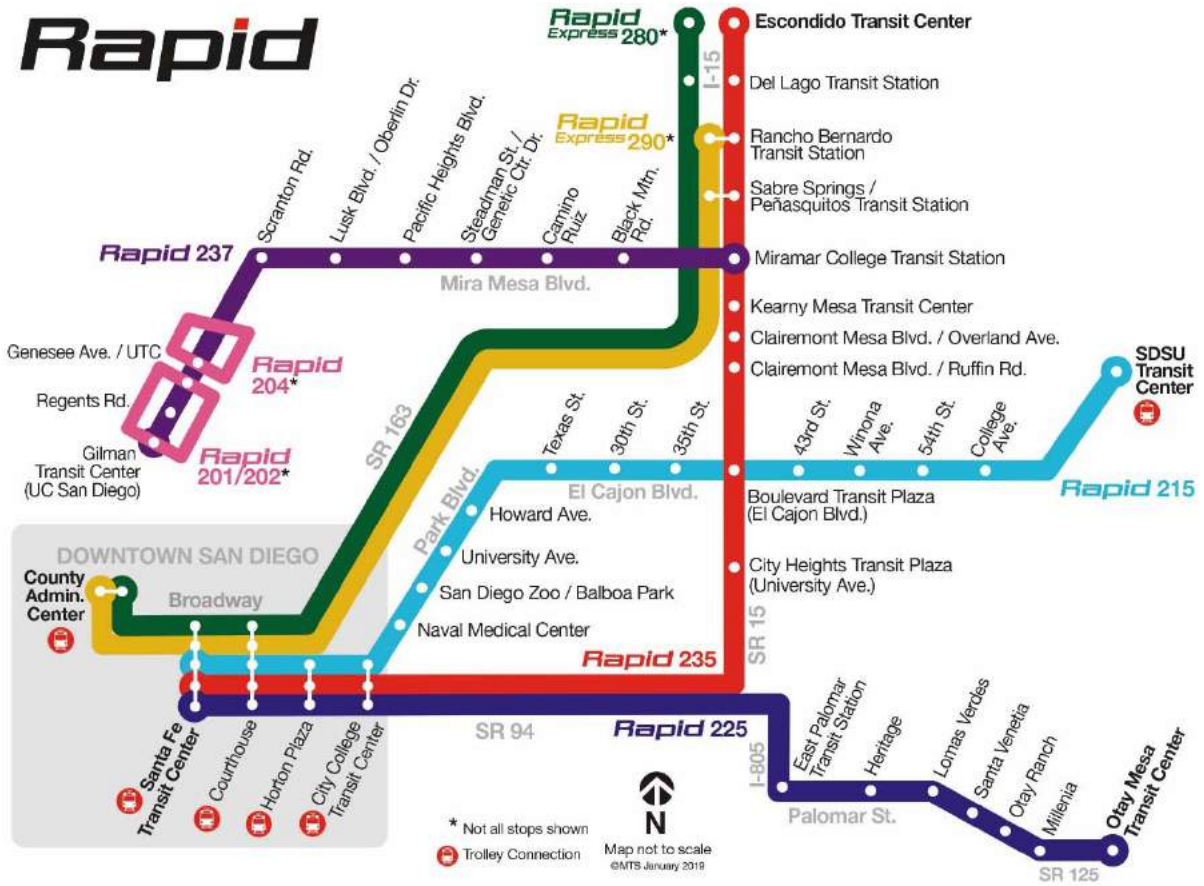 Rapid
Rapid
Express 280*
Escondido Transit Center
I-15
Del Lago Transit Station
Rapid
Express 290*
Rancho Bernardo
Transit Station
Sabre Springs /
Peñasquitos Transit Station
Scranton Rd.
Lusk Blvd. / Oberlin Dr.
Pacific Heights Blvd.
Steadman St. /
Genetic Ctr. Dr.
Camino
Ruiz
Black Mtn.
Rd.
Rapid 237
Mira Mesa Blvd.
Miramar College Transit Station
Kearny Mesa Transit Center
Clairemont Mesa Blvd. / Overland Ave.
Clairemont Mesa Blvd. / Ruffin Rd.
Genesee Ave. / UTC
Rapid
204*
Regents Rd.
Rapid
201/202*
Gilman
Transit Center
(UC San Diego)
SR 163
SDSU
Transit
Center
Texas St.
30th St.
35th St.
43rd St.
Winona
Ave.
54th St.
College
Ave.
El Cajon Blvd.
Rapid 215
Boulevard Transit Plaza
(El Cajon Blvd.)
Park Blvd.
Howard Ave.
University Ave.
San Diego Zoo / Balboa Park
Naval Medical Center
City Heights Transit Plaza
(University Ave.)
SR 15
DOWNTOWN SAN DIEGO
County
Admin.
Center
Broadway
Rapid 235
SR 94
Rapid 225
I-805
Santa Fe
Transit Center
Courthouse
Horton Plaza
City College
Transit Center
East Palomar
Transit Station
Heritage
Lomas Verdes
Santa Venetia
Otay Ranch
Millenia
Otay Mesa
Transit Center
Palomar St.
SR 125
* Not all stops shown
Trolley Connection
N
Map not to scale
©MTS January 2019